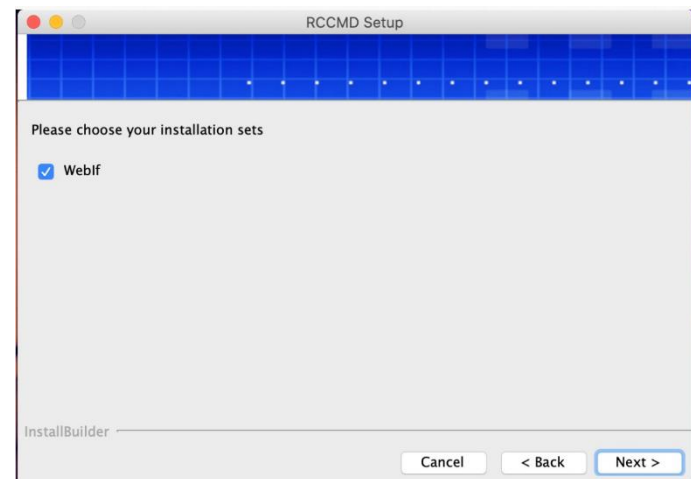 RCCMD Setup
Please choose your installation sets
WebIf
InstallBuilder
Cancel
< Back
Next >